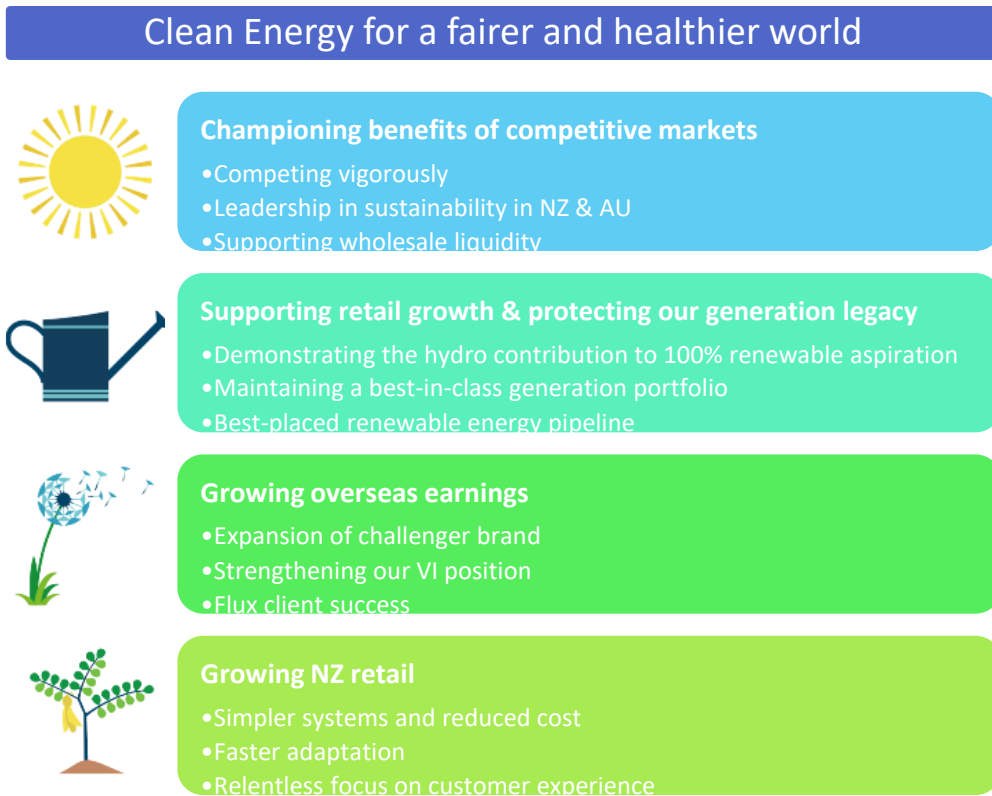 Clean Energy for a fairer and healthier world
Championing benefits of competitive markets
•Competing vigorously
•Leadership in sustainability in NZ & AU
•Supporting wholesale liquidity
Supporting retail growth & protecting our generation legacy
•Demonstrating the hydro contribution to 100% renewable aspiration
•Maintaining a best-in-class generation portfolio
•Best-placed renewable energy pipeline
Growing overseas earnings
•Expansion of challenger brand
•Strengthening our VI position
•Flux client success
Growing NZ retail
•Simpler systems and reduced cost
•Faster adaptation
•Relentless focus on customer experience